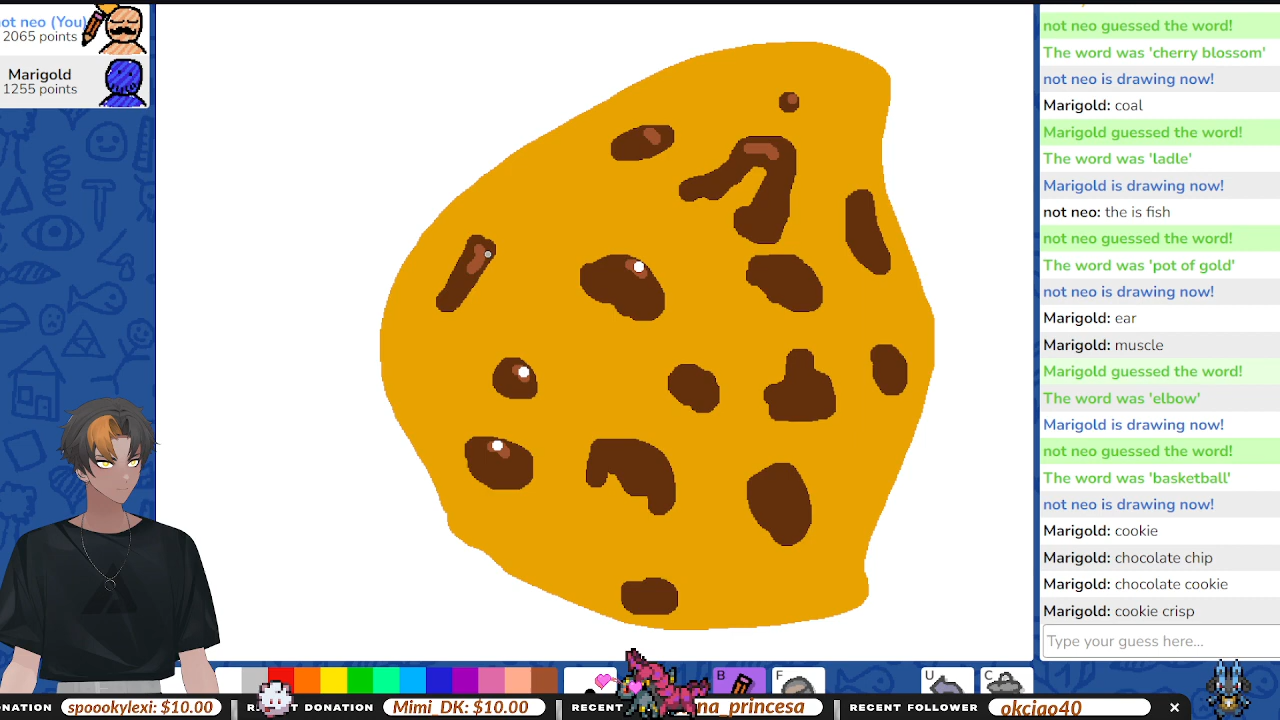 not neo (You)
2065 points
Marigold
1255 points
not neo guessed the word!
The word was 'cherry blossom'
not neo is drawing now!
Marigold: coal
Marigold guessed the word!
The word was 'ladle'
Marigold is drawing now!
not neo: the is fish
not neo guessed the word!
The word was 'pot of gold'
not neo is drawing now!
Marigold: ear
Marigold: muscle
Marigold guessed the word!
The word was 'elbow'
Marigold is drawing now!
not neo guessed the word!
The word was 'basketball'
not neo is drawing now!
Marigold: cookie
Marigold: chocolate chip
Marigold: chocolate cookie
Marigold: cookie crisp
Type your guess here...
B F U C
ONATION spoookylexi: $10.00 DONATION Mimi_DK: $10.00 RECENT na_princesa RECENT FOLLOWER okciao40